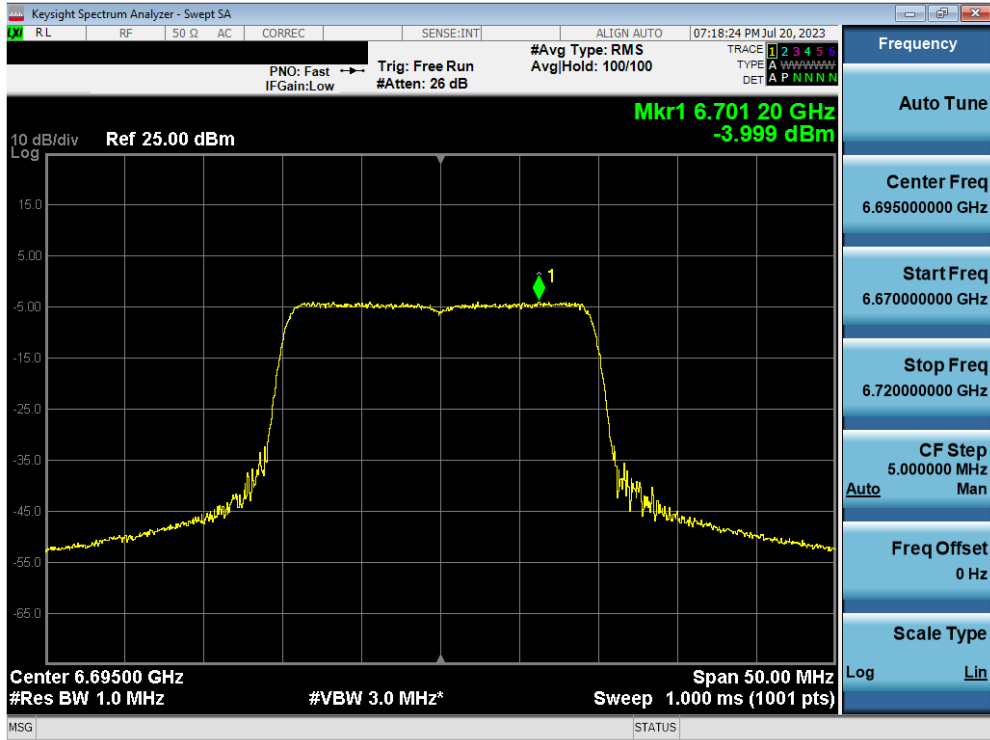 Keysight Spectrum Analyzer - Swept SA
LXI RL RF 50 Ω AC CORREC SENSE:INT ALIGN AUTO 07:18:24 PM Jul 20, 2023
PNO: Fast
IFGain:Low
Trig: Free Run
#Atten: 26 dB
#Avg Type: RMS
Avg|Hold: 100/100
TRACE 1 2 3 4 5 6
TYPE A WWWWW
DET A P N N N N
Mkr1 6.701 20 GHz
-3.999 dBm
10 dB/div Ref 25.00 dBm
Log
15.0
5.00
-5.00
-15.0
-25.0
-35.0
-45.0
-55.0
-65.0
1
Center 6.69500 GHz Span 50.00 MHz
#Res BW 1.0 MHz #VBW 3.0 MHz* Sweep 1.000 ms (1001 pts)
MSG STATUS
Frequency
Auto Tune
Center Freq
6.695000000 GHz
Start Freq
6.670000000 GHz
Stop Freq
6.720000000 GHz
CF Step
5.000000 MHz
Auto Man
Freq Offset
0 Hz
Scale Type
Log Lin